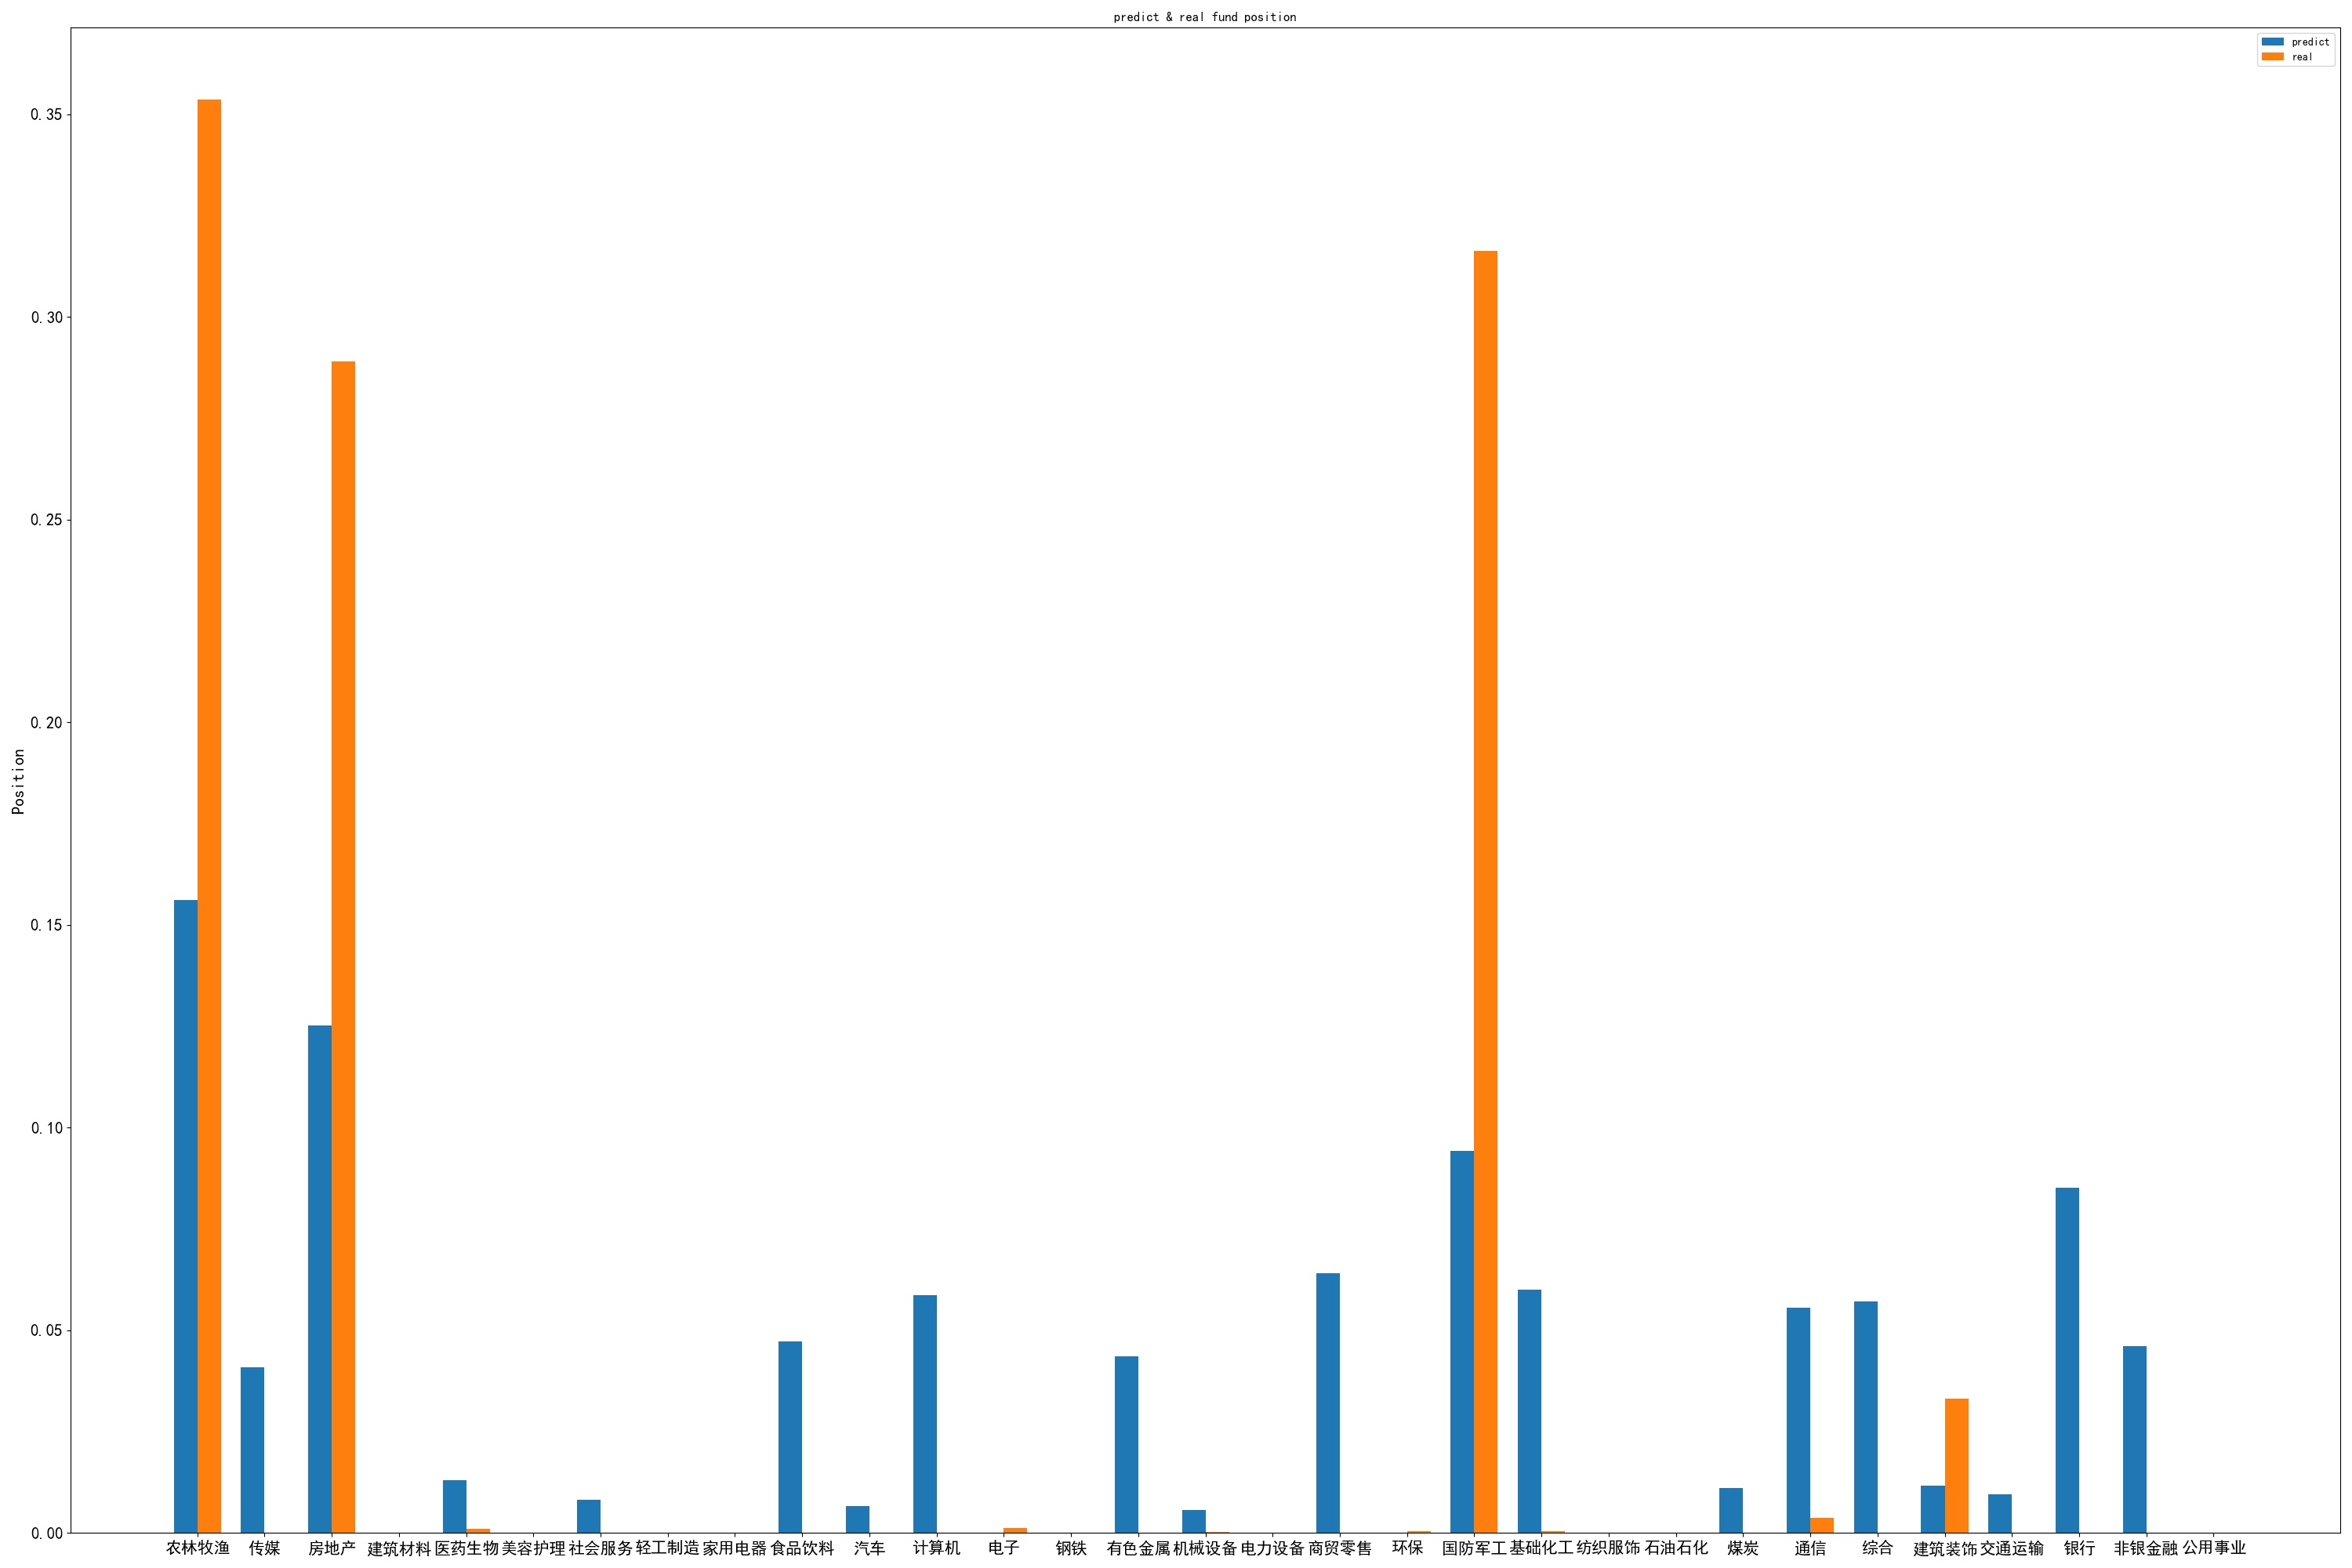 predict & real fund position
predict
real
Position
0.35
0.30
0.25
0.20
0.15
0.10
0.05
0.00
农林牧渔 传媒 房地产 建筑材料 医药生物 美容护理 社会服务 轻工制造 家用电器 食品饮料 汽车 计算机 电子 钢铁 有色金属 机械设备 电力设备 商贸零售 环保 国防军工 基础化工 纺织服饰 石油石化 煤炭 通信 综合 建筑装饰 交通运输 银行 非银金融 公用事业